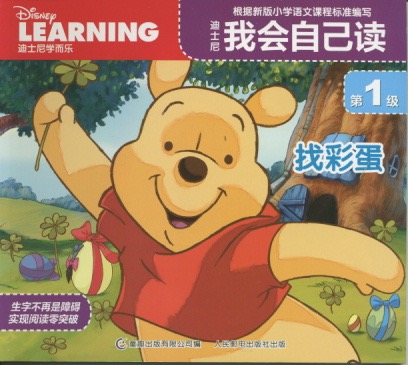 Disney
LEARNING
迪士尼学而乐
根据新版小学语文课程标准编写
迪士尼
我会自己读
第1级
找彩蛋
生字不再是障碍
实现阅读零突破
童趣出版有限公司编
人民邮电出版社出版